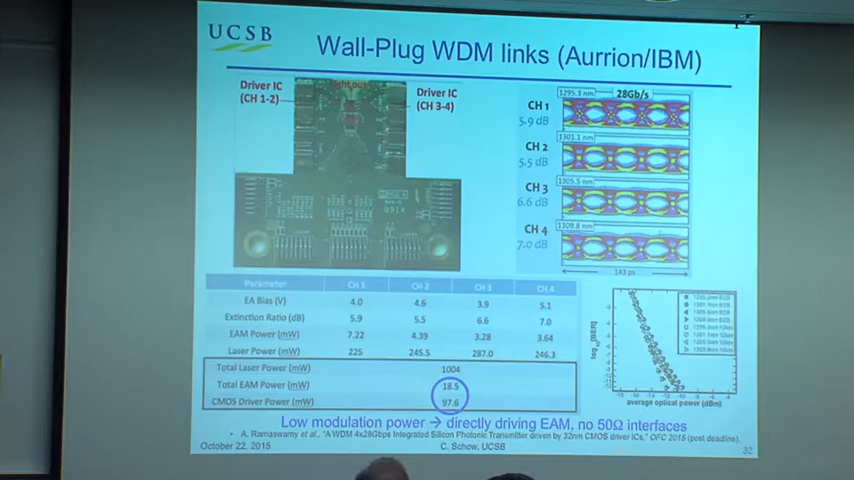 UCSB
Wall-Plug WDM links (Aurrion/IBM)
Driver IC
(CH 1-2)
Light out
Driver IC
(CH 3-4)
1295.3 nm
28Gb/s
CH 1
5.9 dB
1301.1 nm
CH 2
5.5 dB
1305.5 nm
CH 3
6.6 dB
1309.8 nm
CH 4
7.0 dB
143 ps
Parameter CH 1 CH 2 CH 3 CH 4
EA Bias (V) 4.0 4.6 3.9 5.1
Extinction Ratio (dB) 5.9 5.5 6.6 7.0
EAM Power (mW) 7.22 4.39 3.28 3.64
Laser Power (mW) 225 245.5 287.0 246.3
Total Laser Power (mW) 1004
Total EAM Power (mW) 18.5
CMOS Driver Power (mW) 97.6
average optical power (dBm)
Low modulation power → directly driving EAM, no 50Ω interfaces
• A. Ramaswamy et al., "A WDM 4x28Gbps Integrated Silicon Photonic Transmitter driven by 32nm CMOS driver ICs," OFC 2015 (post deadline).
October 22, 2015
C. Schow, UCSB
32